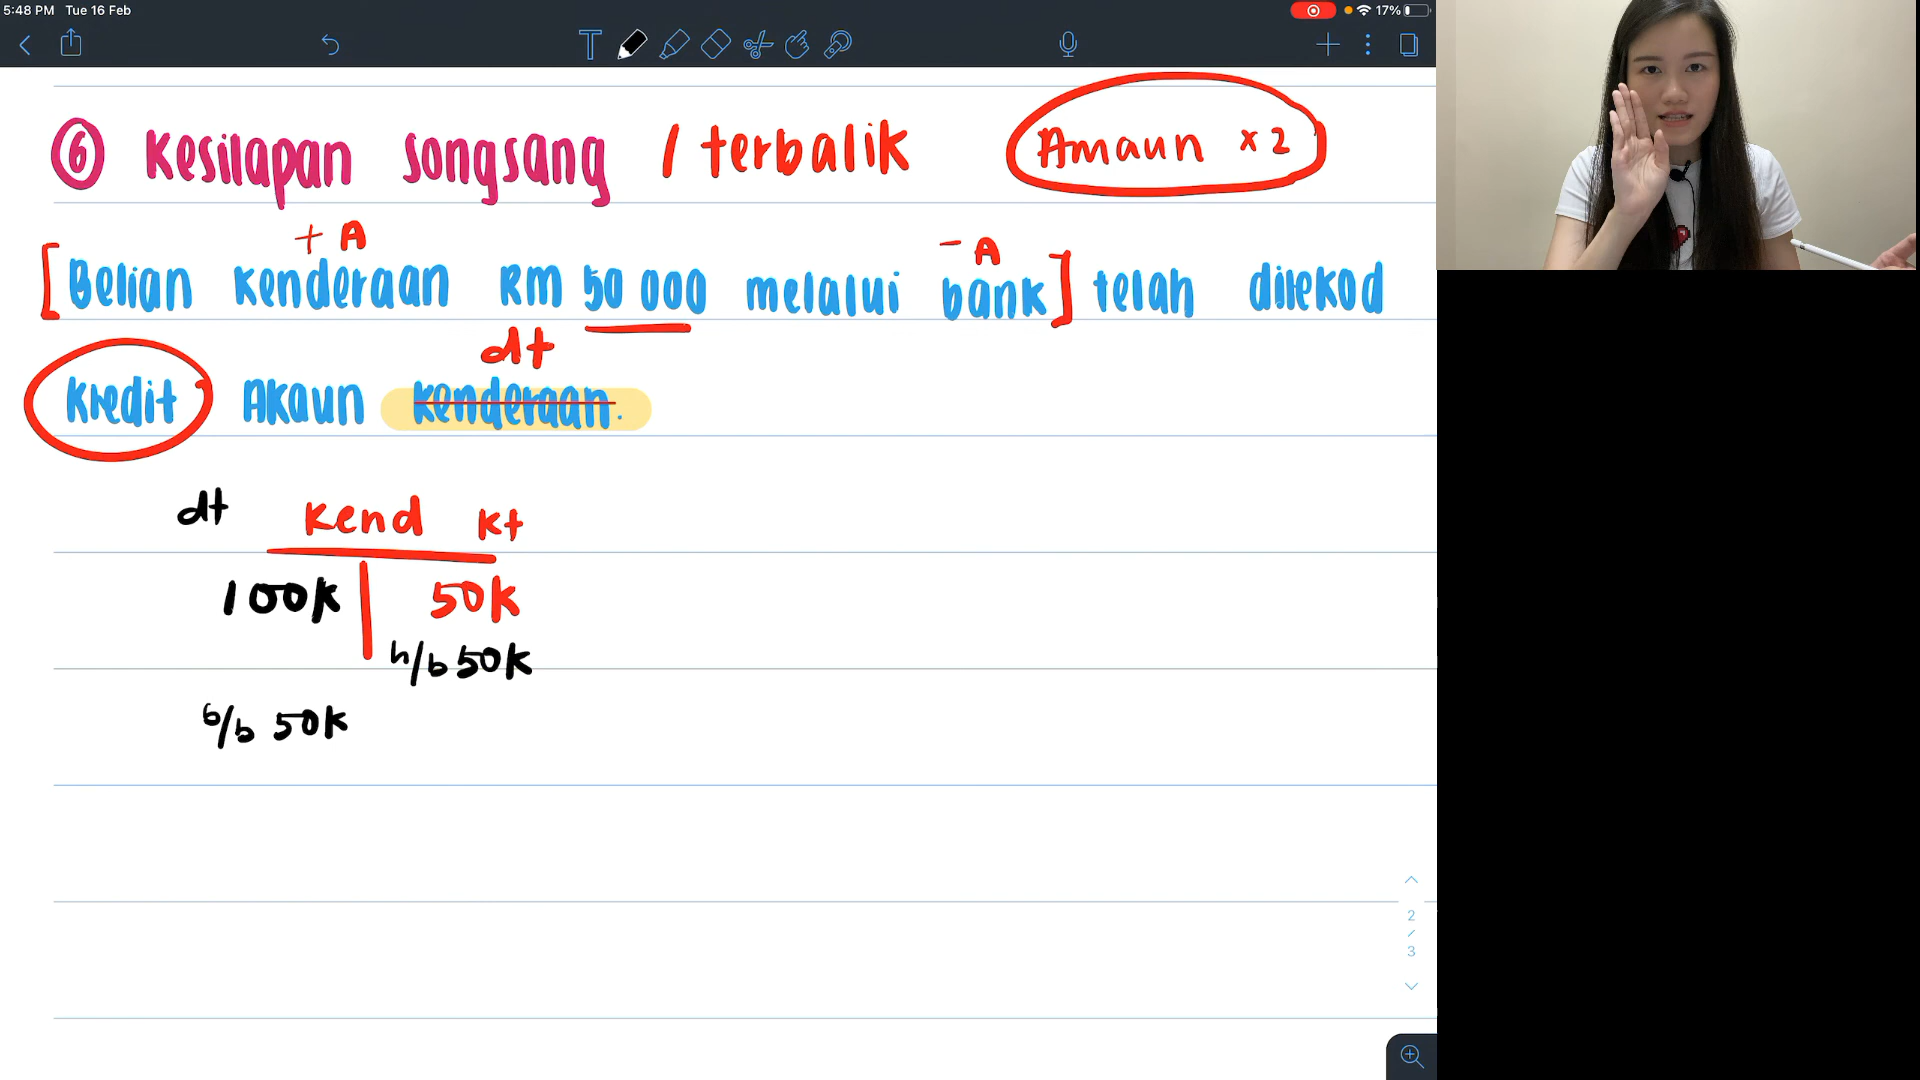 5:48 PM Tue 16 Feb 17%
T
6 Kesilapan songsang / terbalik Amaun x 2
+ A - A
[Belian kenderaan RM 50 000 melalui bank] telah direkod
dt
Kredit Akaun kenderaan.
dt Kend Kt
100K 50K
h/b 50K
b/b 50K
2
/
3